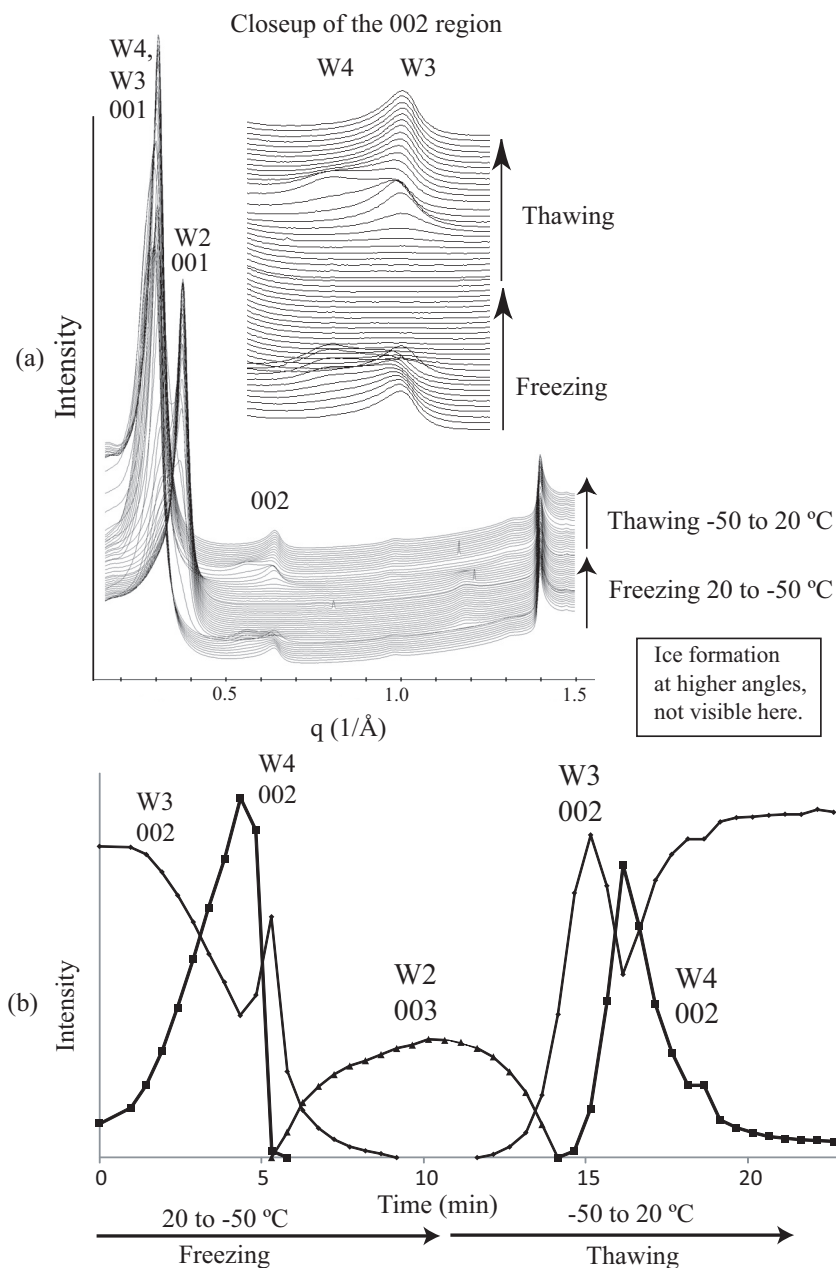 Closeup of the 002 region
W4,
W3
001
W4
W3
W2
001
Thawing
(a)
Intensity
Freezing
002
Thawing -50 to 20 ºC
Freezing 20 to -50 ºC
Ice formation
at higher angles,
not visible here.
0.5
1.0
1.5
q (1/Å)
W3
002
W4
002
W3
002
W2
003
W4
002
(b)
Intensity
0
5
10
15
20
Time (min)
20 to -50 ºC
-50 to 20 ºC
Freezing
Thawing